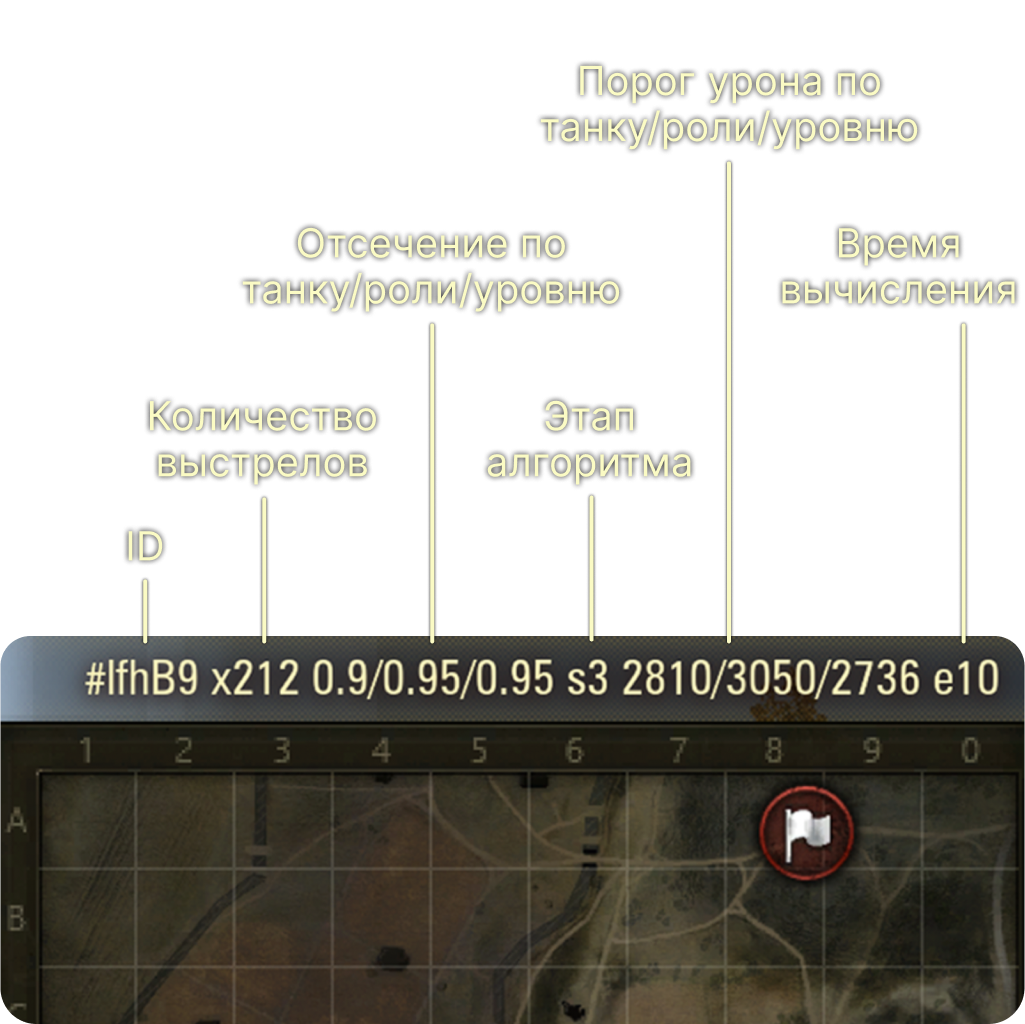 Порог урона по
танку/роли/уровню
Отсечение по
танку/роли/уровню
Время
вычисления
Количество
выстрелов
Этап
алгоритма
ID
#lfhB9 x212 0.9/0.95/0.95 s3 2810/3050/2736 e10
1 2 3 4 5 6 7 8 9 0
A
B
C